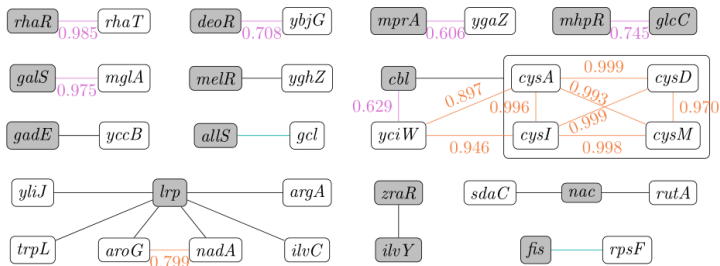 rhaR 0.985 rhaT deoR 0.708 ybjG mprA 0.606 ygaZ mhpR 0.745 glcC
galS 0.975 mglA melR yghZ cbl cysA 0.999 cysD
0.629 0.897 0.996 0.993 0.999 0.970
gadE yccB allS gcl yciW 0.946 cysI 0.998 cysM
yliJ lrp argA zraR sdaC nac rutA
trpL aroG 0.799 nadA ilvC ilvY fis rpsF